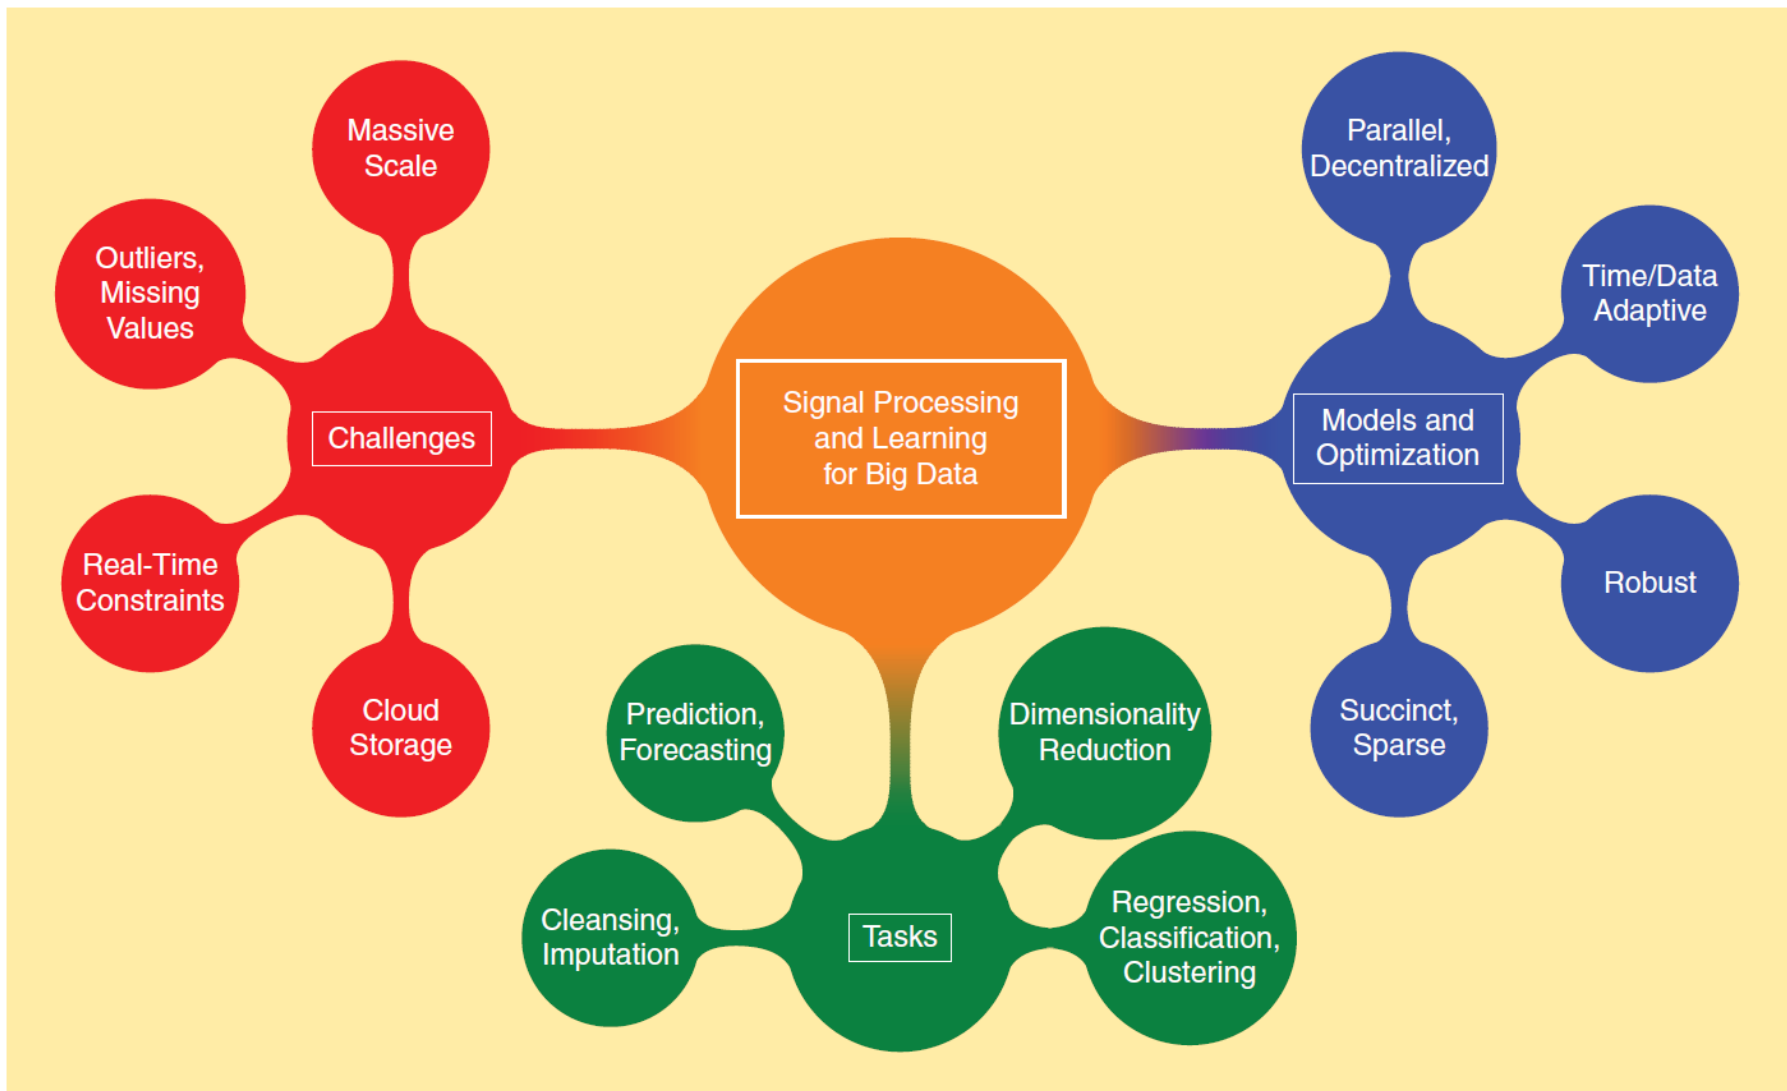 Massive
Scale
Outliers,
Missing
Values
Challenges
Real-Time
Constraints
Cloud
Storage
Signal Processing
and Learning
for Big Data
Parallel,
Decentralized
Time/Data
Adaptive
Models and
Optimization
Robust
Succinct,
Sparse
Prediction,
Forecasting
Dimensionality
Reduction
Cleansing,
Imputation
Tasks
Regression,
Classification,
Clustering